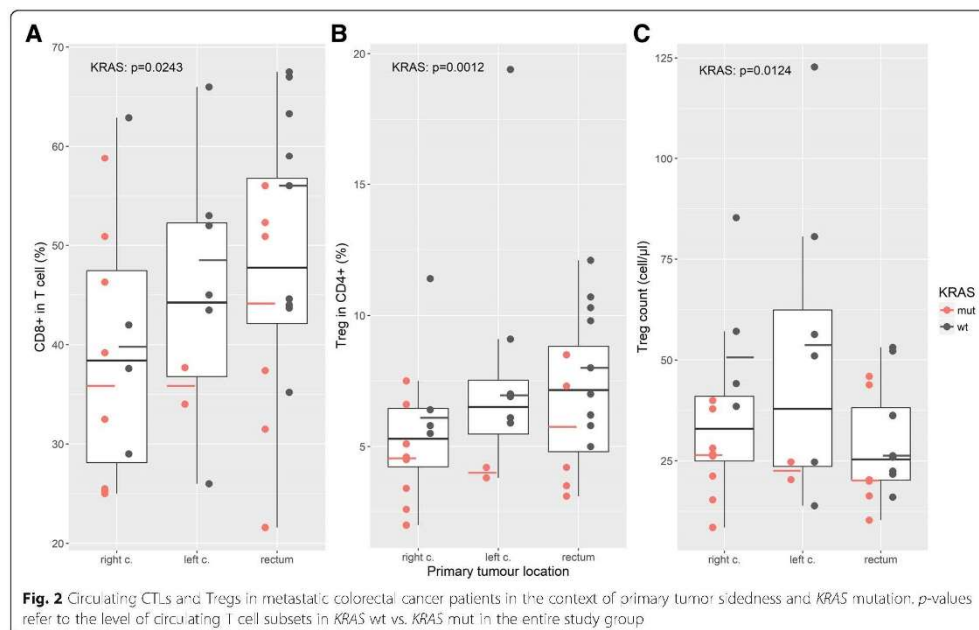 A
B
C
KRAS: p=0.0243
KRAS: p=0.0012
KRAS: p=0.0124
CD8+ in T cell (%)
70
60
50
40
30
20
right c.
left c.
rectum
Treg in CD4+ (%)
20
15
10
5
right c.
left c.
rectum
Primary tumour location
Treg count (cell/µl)
125
100
75
50
25
right c.
left c.
rectum
KRAS
mut
wt
Fig. 2 Circulating CTLs and Tregs in metastatic colorectal cancer patients in the context of primary tumor sidedness and KRAS mutation. p-values
refer to the level of circulating T cell subsets in KRAS wt vs. KRAS mut in the entire study group